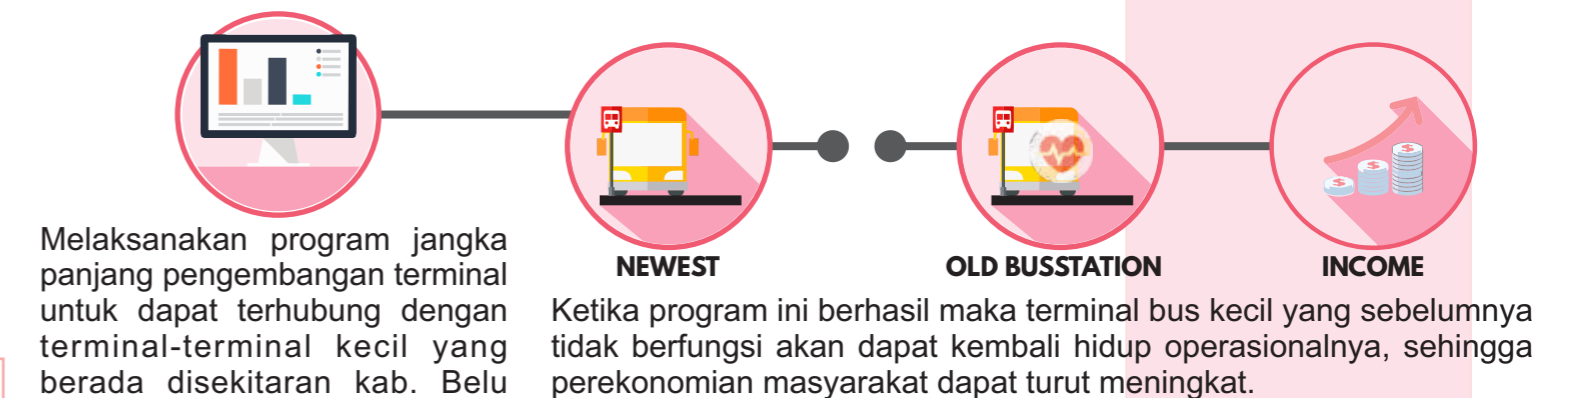 Melaksanakan program jangka
panjang pengembangan terminal
untuk dapat terhubung dengan
terminal-terminal kecil yang
berada disekitaran kab. Belu
NEWEST
OLD BUSSTATION
INCOME
Ketika program ini berhasil maka terminal bus kecil yang sebelumnya
tidak berfungsi akan dapat kembali hidup operasionalnya, sehingga
perekonomian masyarakat dapat turut meningkat.